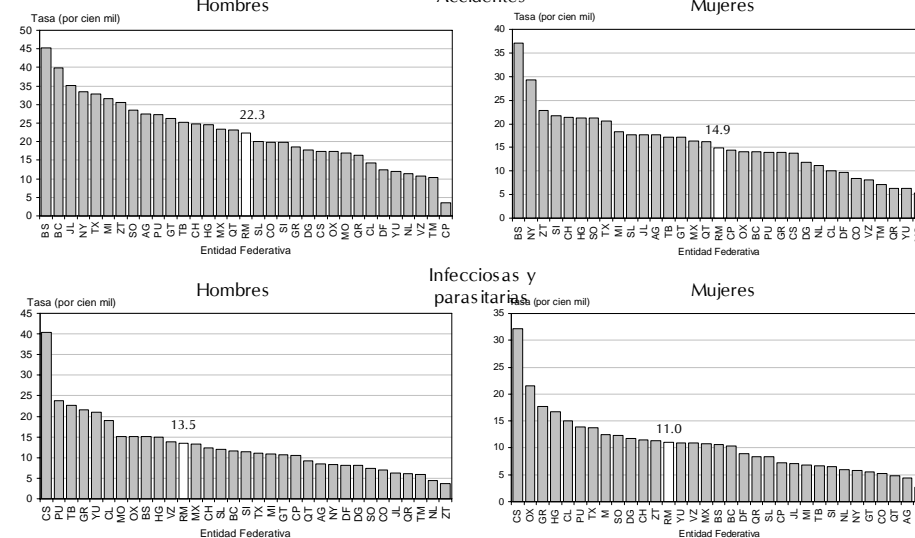 Accidentes
Hombres
Mujeres
Tasa (por cien mil)
50
45
40
35
30
25
20
15
10
5
0
22.3
BS BC JL NY TX MI ZT SO AG PU GT TB CH HG MX QT RM SL CO SI GR DG CS OX MO QR CL DF YU NL VZ TM CP
Entidad Federativa
Tasa (por cien mil)
40
35
30
25
20
15
10
5
0
14.9
BS NY ZT SI CH HG SO TX MI SL JL AG TB GT MX QT RM CP OX BC PU GR CS DG NL CL DF CO VZ TM QR YU
Entidad Federativa
Infecciosas y
parasitarias
Hombres
Mujeres
Tasa (por cien mil)
45
40
35
30
25
20
15
10
5
0
13.5
CS PU TB GR YU CL MO OX BS HG VZ RM MX CH SL BC SI TX MI GT CP QT AG NY DF DG SO CO JL QR TM NL ZT
Entidad Federativa
Tasa (por cien mil)
35
30
25
20
15
10
5
0
11.0
CS OX GR HG CL PU TX M SO DG CH ZT RM YU VZ MX BS BC DF QR SL CP JL MI TB SI NL NY GT CO QT AG
Entidad Federativa